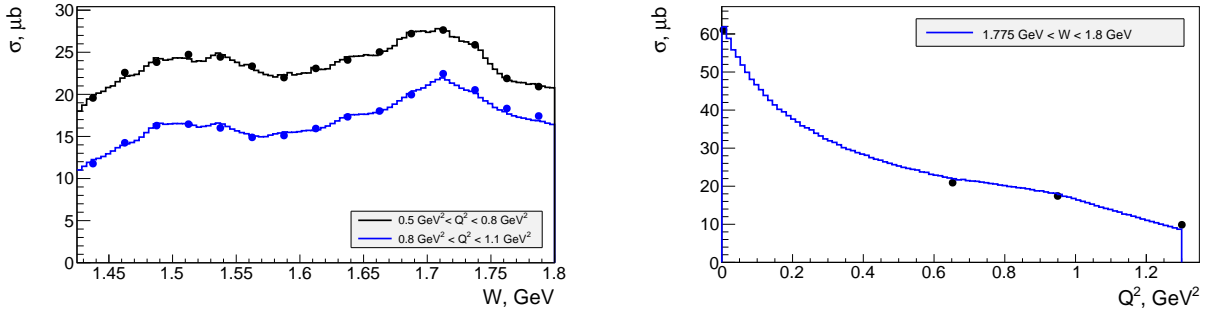 σ, μb
30
25
20
15
10
5
0
0.5 GeV² < Q² < 0.8 GeV²
0.8 GeV² < Q² < 1.1 GeV²
1.45 1.5 1.55 1.6 1.65 1.7 1.75 1.8
W, GeV
σ, μb
60
50
40
30
20
10
0
1.775 GeV < W < 1.8 GeV
0 0.2 0.4 0.6 0.8 1 1.2
Q², GeV²